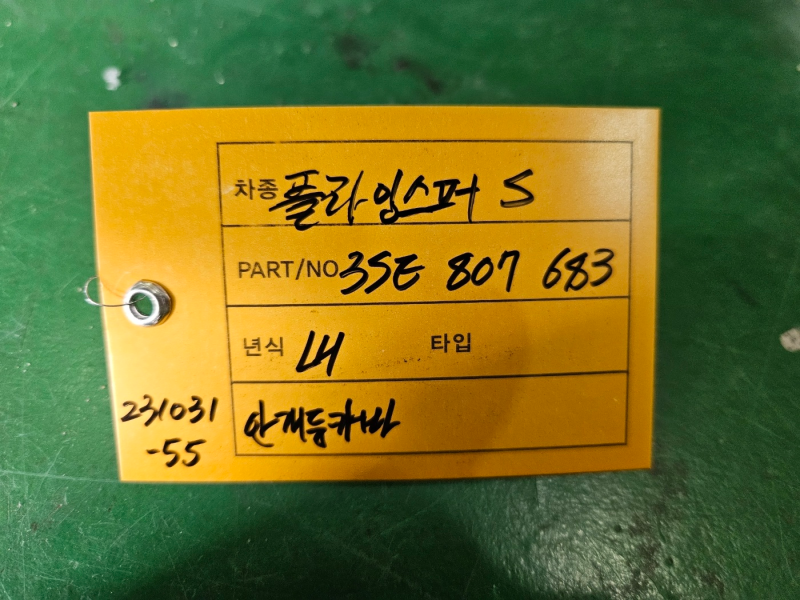 차종 플라잉스퍼 S
PART/NO 3SE 807 683
년식 LH 타입
안개등카바
231031
-55